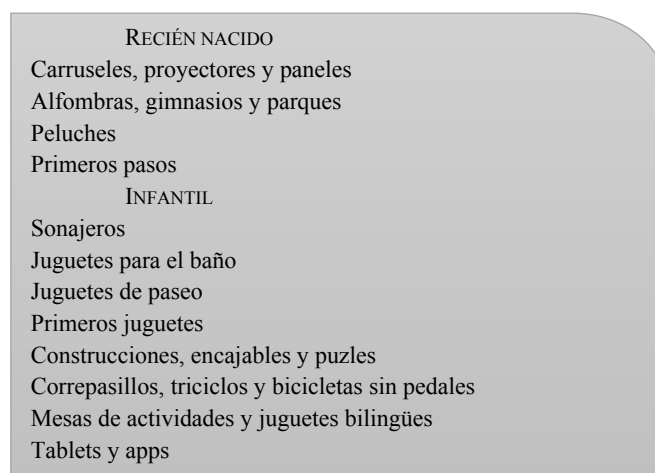 RECIÉN NACIDO
Carruseles, proyectores y paneles
Alfombras, gimnasios y parques
Peluches
Primeros pasos
INFANTIL
Sonajeros
Juguetes para el baño
Juguetes de paseo
Primeros juguetes
Construcciones, encajables y puzles
Correpasillos, triciclos y bicicletas sin pedales
Mesas de actividades y juguetes bilingües
Tablets y apps